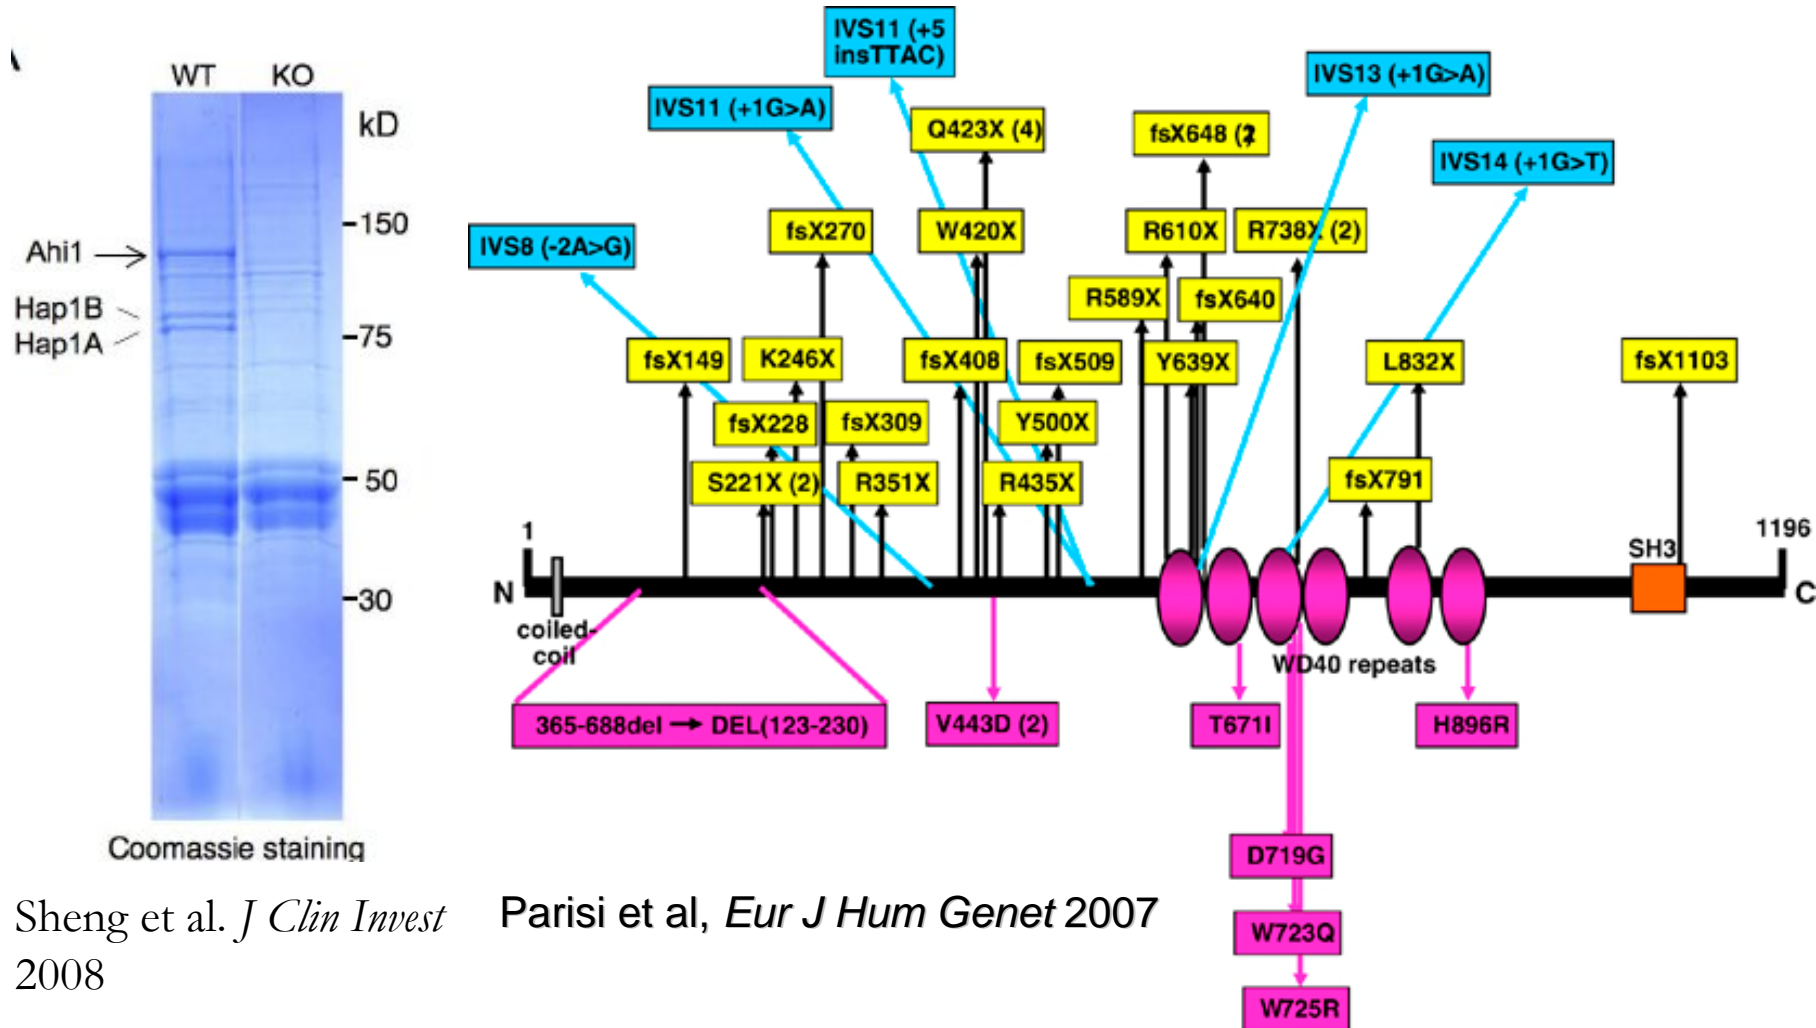 WT KO
kD
150
Ahi1
Hap1B
Hap1A
75
50
30
Coomassie staining
Sheng et al. J Clin Invest
2008
IVS11 (+5
insTTAC)
IVS11 (+1G>A)
IVS13 (+1G>A)
Q423X (4)
fsX648 (
IVS14 (+1G>T)
IVS8 (-2A>G)
fsX270
W420X
R610X
R738X (2)
R589X
fsX640
fsX149
K246X
fsX408
fsX509
Y639X
L832X
fsX1103
fsX228
fsX309
Y500X
S221X (2)
R351X
R435X
fsX791
1
1196
SH3
N
C
coiled-
coil
WD40 repeats
365-688del → DEL(123-230)
V443D (2)
T671I
H896R
D719G
W723Q
W725R
Parisi et al, Eur J Hum Genet 2007